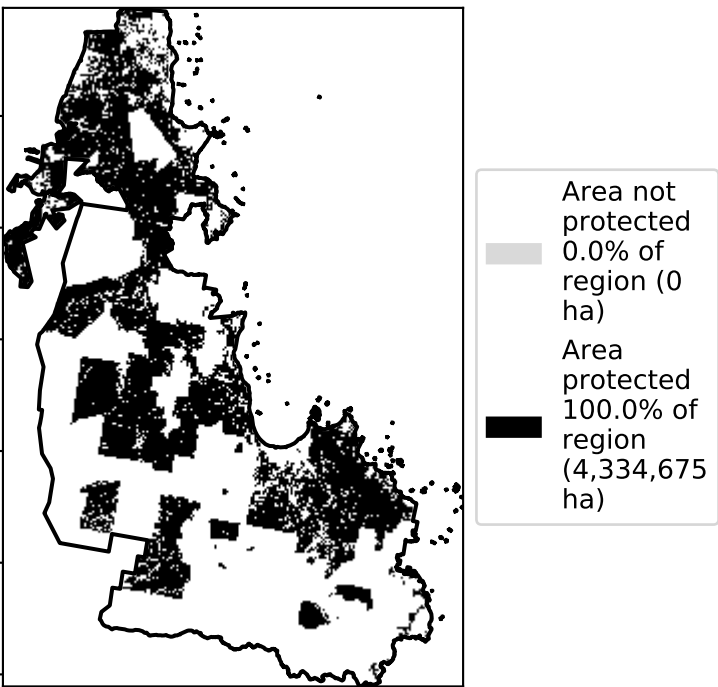 Area not
protected
0.0% of
region (0
ha)
Area
protected
100.0% of
region
(4,334,675
ha)